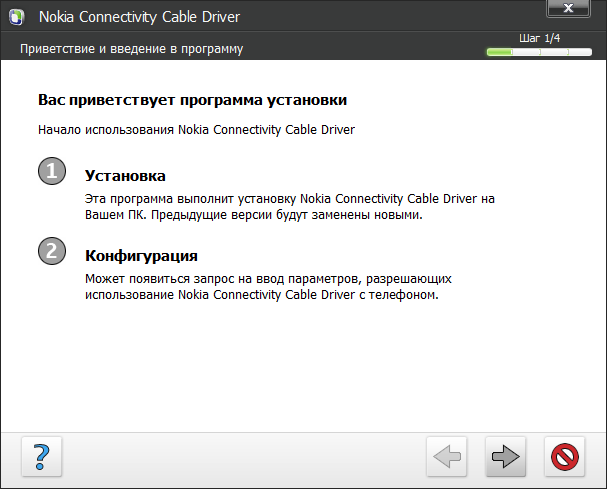 Nokia Connectivity Cable Driver
Приветствие и введение в программу
Шаг 1/4
Вас приветствует программа установки
Начало использования Nokia Connectivity Cable Driver
1
Установка
Эта программа выполнит установку Nokia Connectivity Cable Driver на
Вашем ПК. Предыдущие версии будут заменены новыми.
2
Конфигурация
Может появиться запрос на ввод параметров, разрешающих
использование Nokia Connectivity Cable Driver с телефоном.
?